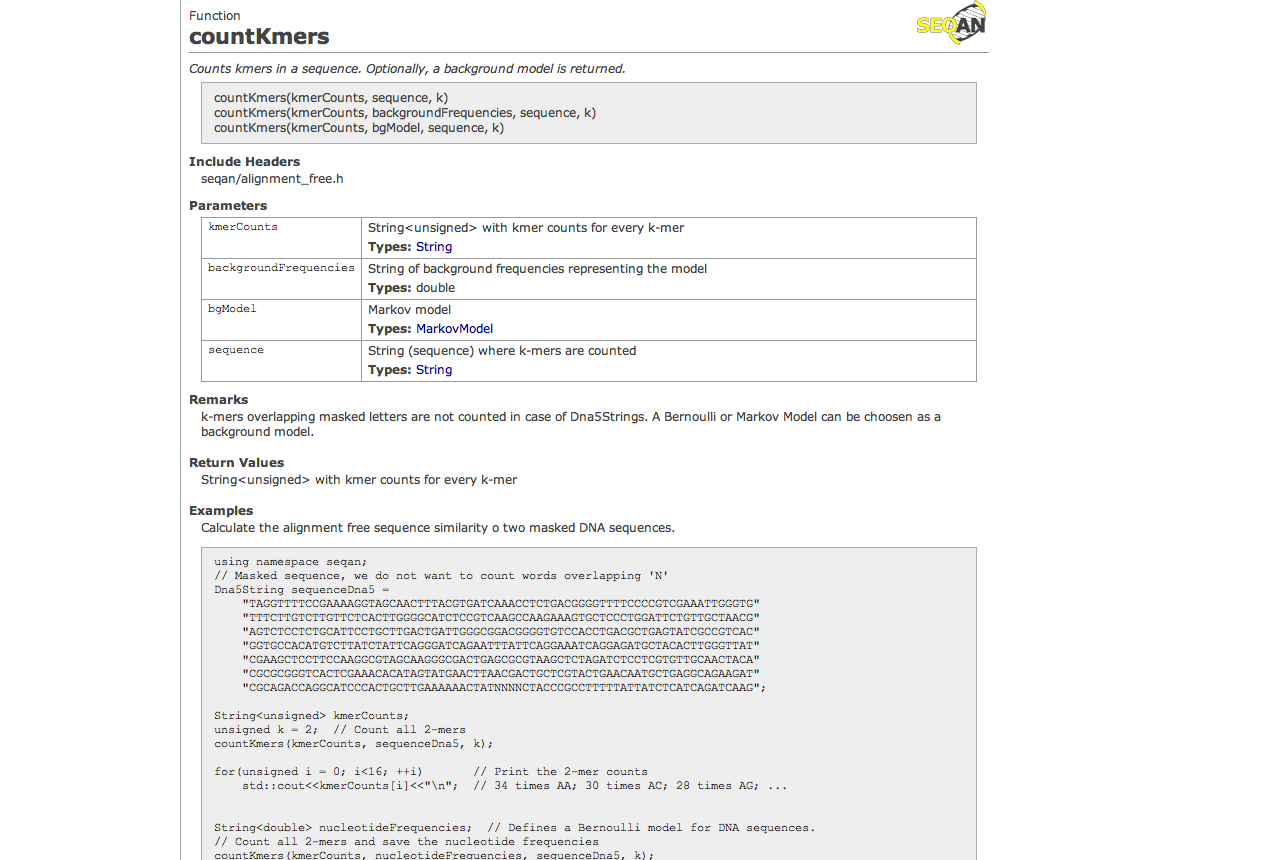 Function
SEQAN
countKmers
Counts kmers in a sequence. Optionally, a background model is returned.
countKmers(kmerCounts, sequence, k)
countKmers(kmerCounts, backgroundFrequencies, sequence, k)
countKmers(kmerCounts, bgModel, sequence, k)
Include Headers
seqan/alignment_free.h
Parameters
kmerCounts String<unsigned> with kmer counts for every k-mer
Types: String
backgroundFrequencies String of background frequencies representing the model
Types: double
bgModel Markov model
Types: MarkovModel
sequence String (sequence) where k-mers are counted
Types: String
Remarks
k-mers overlapping masked letters are not counted in case of Dna5Strings. A Bernoulli or Markov Model can be choosen as a
background model.
Return Values
String<unsigned> with kmer counts for every k-mer
Examples
Calculate the alignment free sequence similarity o two masked DNA sequences.
using namespace seqan;
// Masked sequence, we do not want to count words overlapping 'N'
Dna5String sequenceDna5 =
"TAGGTTTTCCGAAAAGGTAGCAACTTTACGTGATCAAACCTCTGACGGGGTTTTCCCCGTCGAAATTGGGTG"
"TTTCTTGTCTTGTTCTCACTTGGGGCATCTCCGTCAAGCCAAGAAAGTGCTCCCTGGATTCTGTTGCTAACG"
"AGTCTCCTCTGCATTCCTGCTTGACTGATTGGGCGGACGGGGTGTCCACCTGACGCTGAGTATCGCCGTCAC"
"GGTGCCACATGTCTTATCTATTCAGGGATCAGAATTTATTCAGGAAATCAGGAGATGCTACACTTGGGTTAT"
"CGAAGCTCCTTCCAAGGCGTAGCAAGGGCGACTGAGCGCGTAAGCTCTAGATCTCCTCGTGTTGCAACTACA"
"CGCGCGGGTCACTCGAAACACATAGTATGAACTTAACGACTGCTCGTACTGAACAATGCTGAGGCAGAAGAT"
"CGCAGACCAGGCATCCCACTGCTTGAAAAAACTATNNNNCTACCCGCCTTTTTATTATCTCATCAGATCAAG";
String<unsigned> kmerCounts;
unsigned k = 2;  // Count all 2-mers
countKmers(kmerCounts, sequenceDna5, k);
for(unsigned i = 0; i<16; ++i)       // Print the 2-mer counts
std::cout<<kmerCounts[i]<<"\n";  // 34 times AA; 30 times AC; 28 times AG; ...
String<double> nucleotideFrequencies;  // Defines a Bernoulli model for DNA sequences.
// Count all 2-mers and save the nucleotide frequencies
countKmers(kmerCounts, nucleotideFrequencies, sequenceDna5, k);